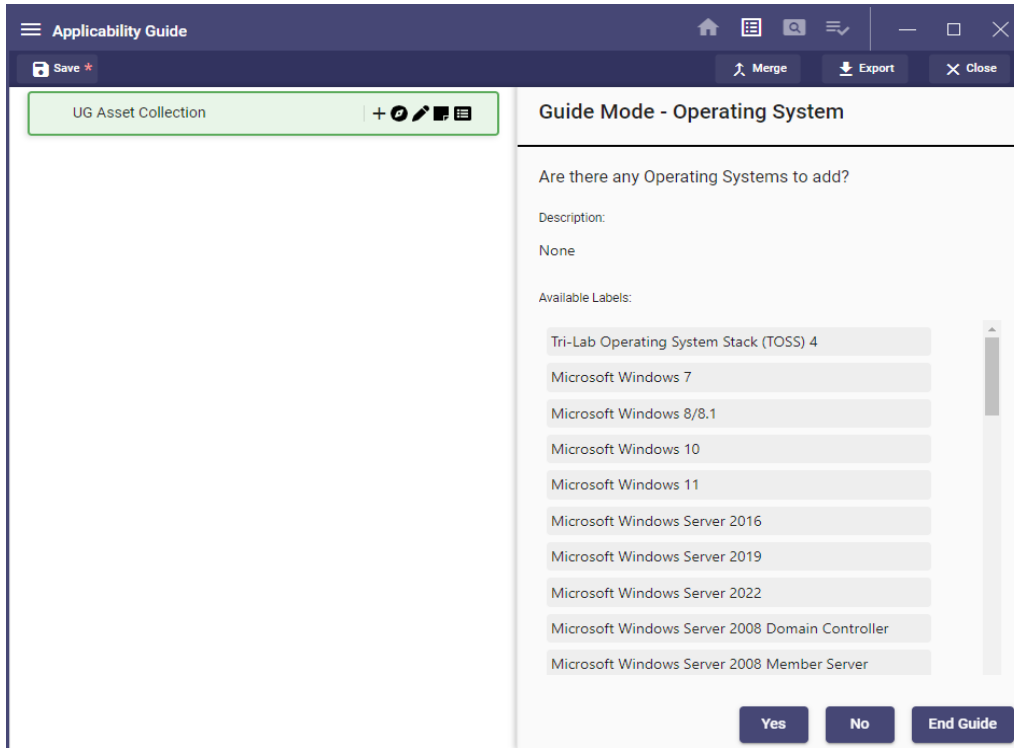 Applicability Guide
Save *
Merge
Export
Close
UG Asset Collection
Guide Mode - Operating System
Are there any Operating Systems to add?
Description:
None
Available Labels:
Tri-Lab Operating System Stack (TOSS) 4
Microsoft Windows 7
Microsoft Windows 8/8.1
Microsoft Windows 10
Microsoft Windows 11
Microsoft Windows Server 2016
Microsoft Windows Server 2019
Microsoft Windows Server 2022
Microsoft Windows Server 2008 Domain Controller
Microsoft Windows Server 2008 Member Server
Yes
No
End Guide